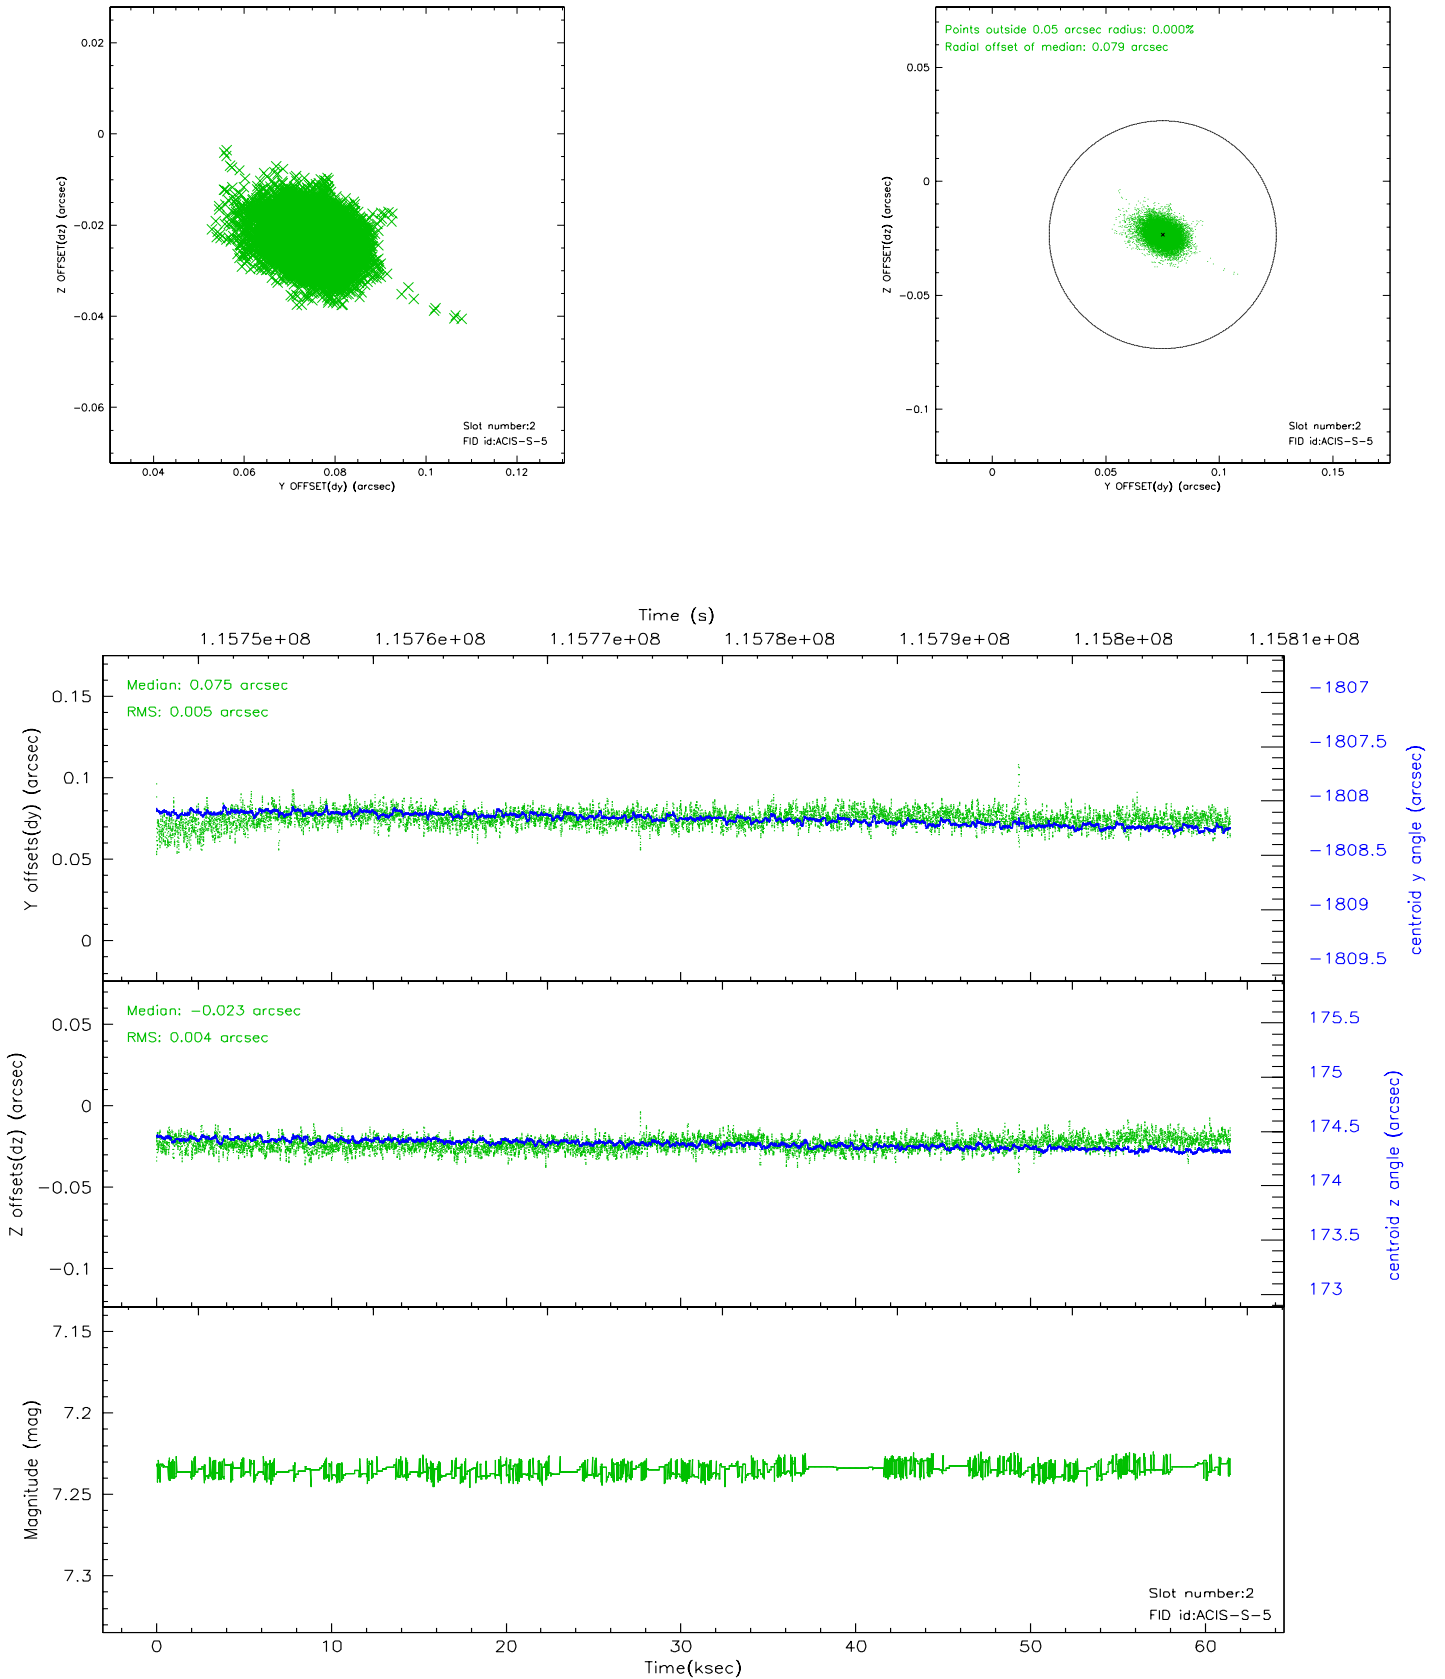 0.02
0
−0.02
−0.04
−0.06
Z OFFSET(dz) (arcsec)
Slot number:2
FID id:ACIS−S−5
0.04 0.06 0.08 0.1 0.12
Y OFFSET(dy) (arcsec)
Points outside 0.05 arcsec radius: 0.000%
Radial offset of median: 0.079 arcsec
0.05
0
−0.05
−0.1
Z OFFSET(dz) (arcsec)
Slot number:2
FID id:ACIS−S−5
0 0.05 0.1 0.15
Y OFFSET(dy) (arcsec)
Time (s)
1.1575e+08 1.1576e+08 1.1577e+08 1.1578e+08 1.1579e+08 1.158e+08 1.1581e+08
Median: 0.075 arcsec
RMS: 0.005 arcsec
0.15
0.1
0.05
0
Y offsets(dy) (arcsec)
−1807
−1807.5
−1808
−1808.5
−1809
−1809.5
centroid y angle (arcsec)
Median: −0.023 arcsec
RMS: 0.004 arcsec
0.05
0
−0.05
−0.1
Z offsets(dz) (arcsec)
175.5
175
174.5
174
173.5
173
centroid z angle (arcsec)
7.15
7.2
7.25
7.3
Magnitude (mag)
Slot number:2
FID id:ACIS−S−5
0 10 20 30 40 50 60
Time(ksec)